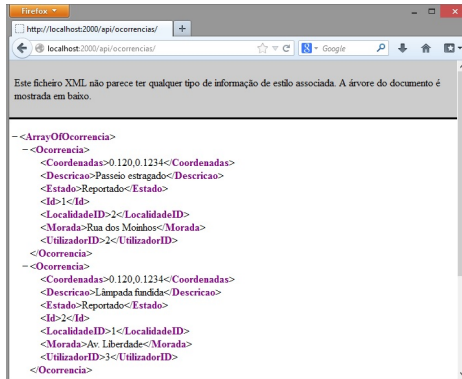 Firefox
http://localhost:2000/api/ocorrencias/
+
localhost:2000/api/ocorrencias/
Google
Este ficheiro XML não parece ter qualquer tipo de informação de estilo associada. A árvore do documento é
mostrada em baixo.
−<ArrayOfOcorrencia>
−<Ocorrencia>
<Coordenadas>0.120,0.1234</Coordenadas>
<Descricao>Passeio estragado</Descricao>
<Estado>Reportado</Estado>
<Id>1</Id>
<LocalidadeID>2</LocalidadeID>
<Morada>Rua dos Moinhos</Morada>
<UtilizadorID>2</UtilizadorID>
</Ocorrencia>
−<Ocorrencia>
<Coordenadas>0.120,0.1234</Coordenadas>
<Descricao>Lâmpada fundida</Descricao>
<Estado>Reportado</Estado>
<Id>2</Id>
<LocalidadeID>1</LocalidadeID>
<Morada>Av. Liberdade</Morada>
<UtilizadorID>3</UtilizadorID>
</Ocorrencia>